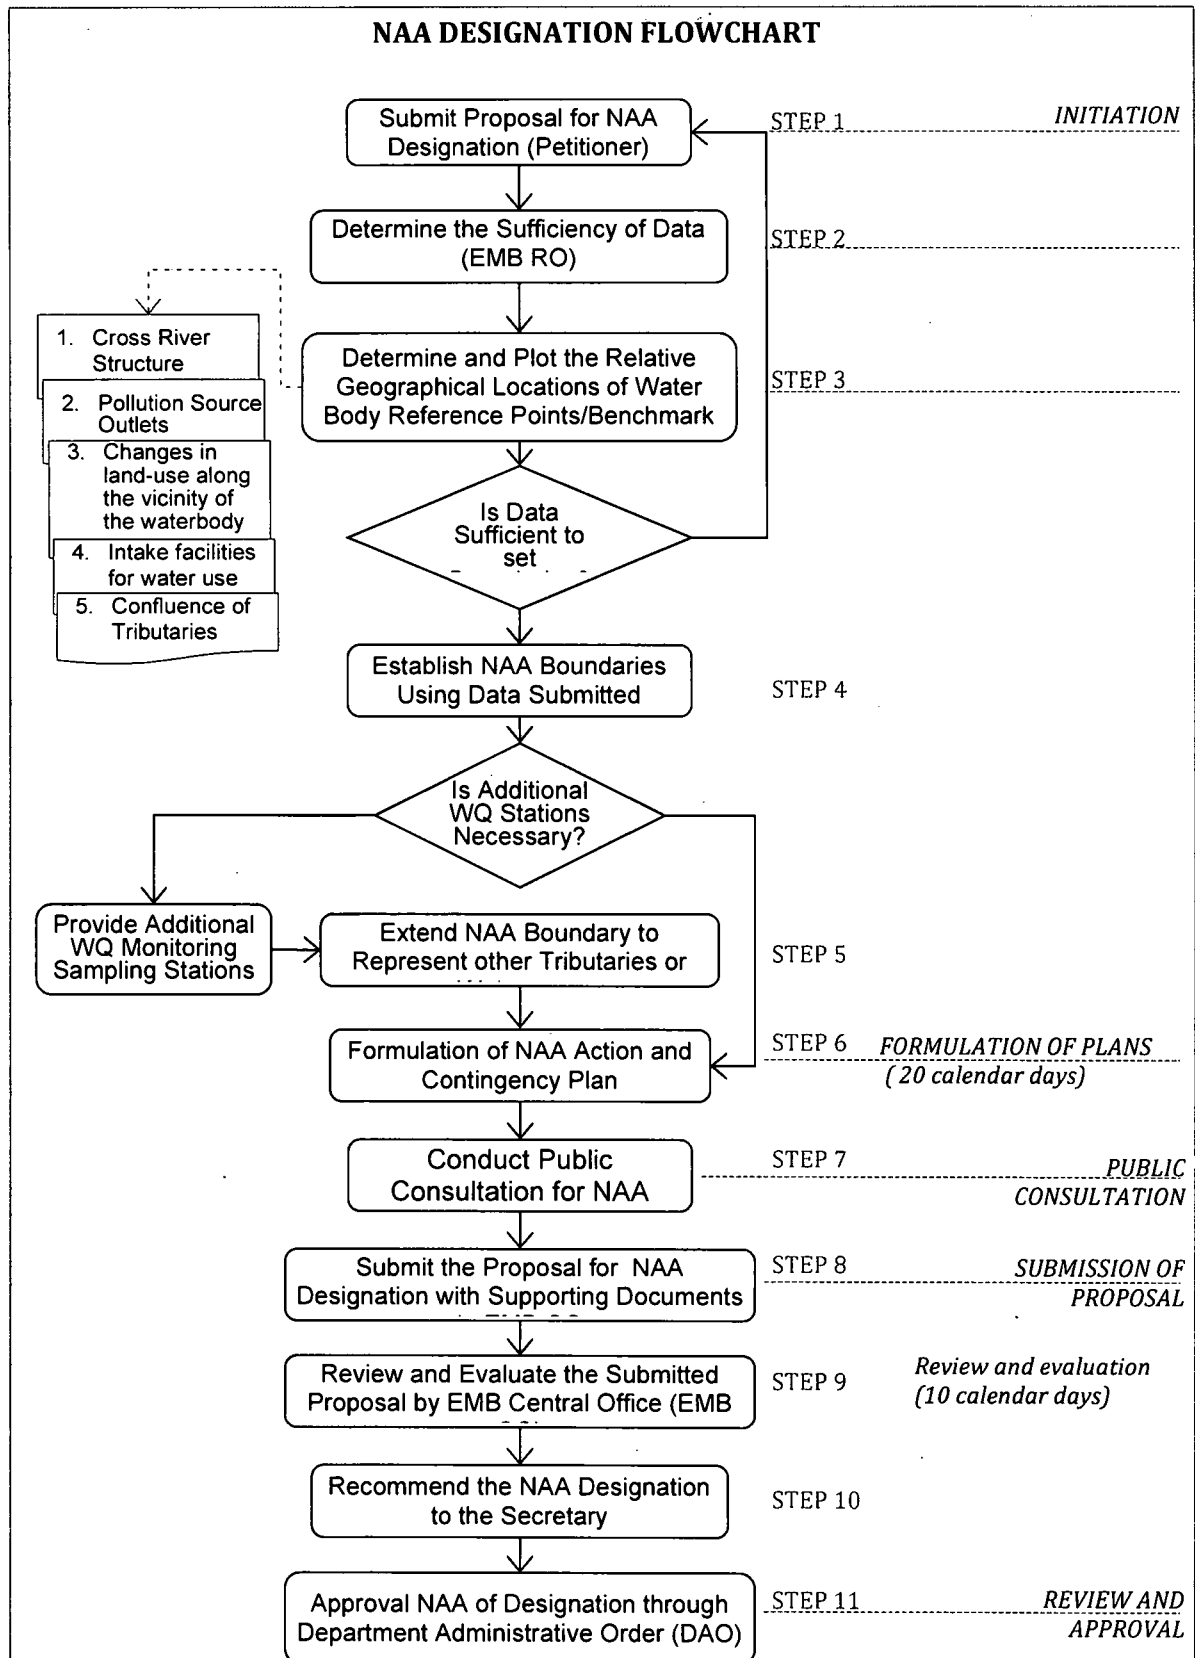 NAA DESIGNATION FLOWCHART
Submit Proposal for NAA
Designation (Petitioner)
STEP 1
INITIATION
Determine the Sufficiency of Data
(EMB RO)
STEP 2
Determine and Plot the Relative
Geographical Locations of Water
Body Reference Points/Benchmark
STEP 3
1. Cross River
Structure
2. Pollution Source
Outlets
3. Changes in
land-use along
the vicinity of
the waterbody
4. Intake facilities
for water use
5. Confluence of
Tributaries
Is Data
Sufficient to
set
Establish NAA Boundaries
Using Data Submitted
STEP 4
Is Additional
WQ Stations
Necessary?
Provide Additional
WQ Monitoring
Sampling Stations
Extend NAA Boundary to
Represent other Tributaries or
STEP 5
Formulation of NAA Action and
Contingency Plan
STEP 6
FORMULATION OF PLANS
( 20 calendar days)
Conduct Public
Consultation for NAA
STEP 7
PUBLIC
CONSULTATION
Submit the Proposal for NAA
Designation with Supporting Documents
STEP 8
SUBMISSION OF
PROPOSAL
Review and Evaluate the Submitted
Proposal by EMB Central Office (EMB
STEP 9
Review and evaluation
(10 calendar days)
Recommend the NAA Designation
to the Secretary
STEP 10
Approval NAA of Designation through
Department Administrative Order (DAO)
STEP 11
REVIEW AND
APPROVAL